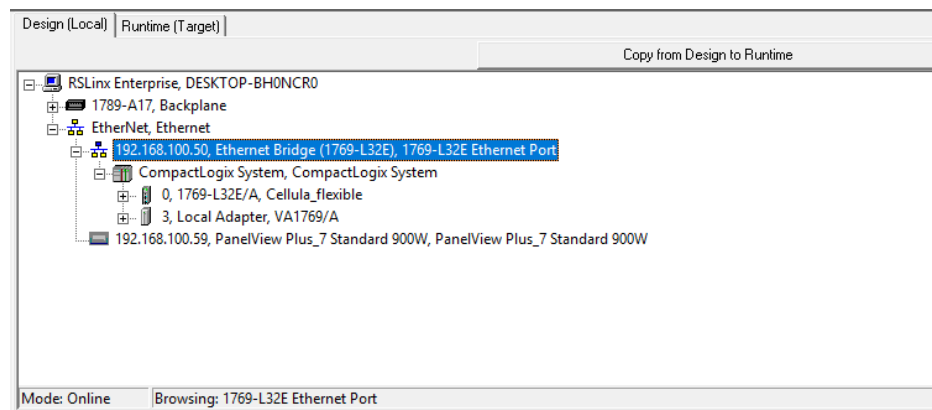 Design (Local) Runtime (Target)
Copy from Design to Runtime
RSLinx Enterprise, DESKTOP-BH0NCR0
1789-A17, Backplane
EtherNet, Ethernet
192.168.100.50, Ethernet Bridge (1769-L32E), 1769-L32E Ethernet Port
CompactLogix System, CompactLogix System
0, 1769-L32E/A, Cellula_flexible
3, Local Adapter, VA1769/A
192.168.100.59, PanelView Plus_7 Standard 900W, PanelView Plus_7 Standard 900W
Mode: Online Browsing: 1769-L32E Ethernet Port